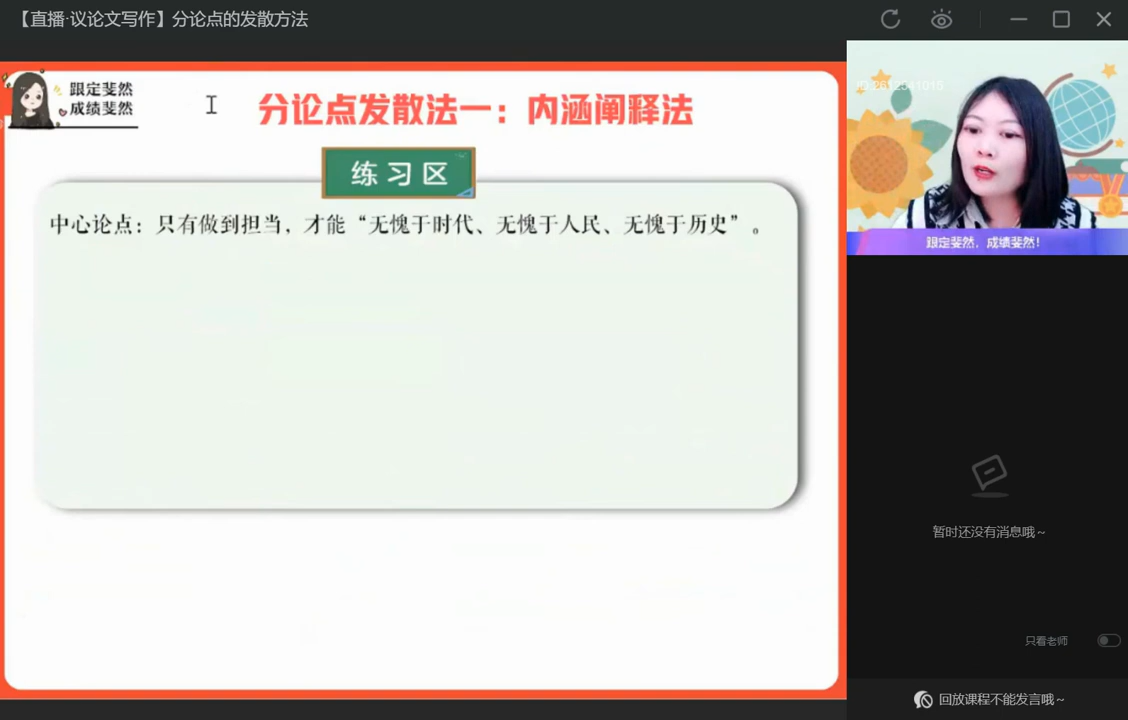 【直播·议论文写作】分论点的发散方法
跟定斐然
成绩斐然
分论点发散法一：内涵阐释法
练习区
中心论点：只有做到担当，才能“无愧于时代、无愧于人民、无愧于历史”。
跟定斐然，成绩斐然！
暂时还没有消息哦～
只看老师
回放课程不能发言哦～